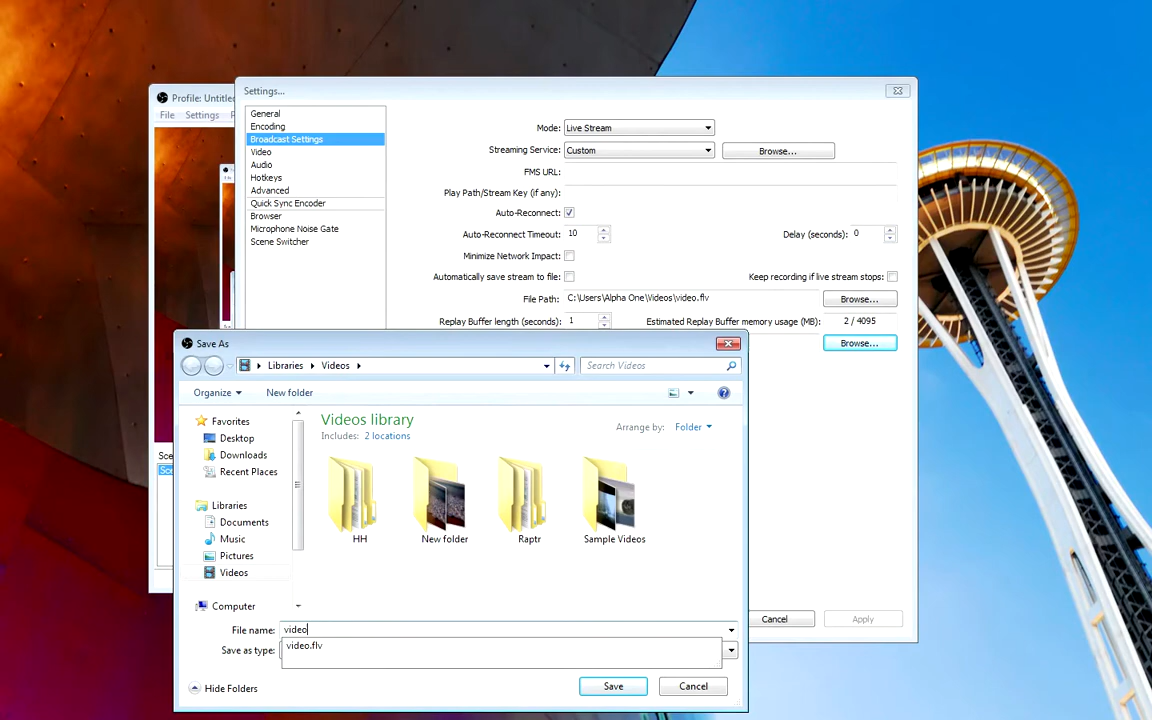 Settings...
Profile: Untitle
File Settings P
General
Encoding
Broadcast Settings
Video
Audio
Hotkeys
Advanced
Quick Sync Encoder
Browser
Microphone Noise Gate
Scene Switcher
Mode: Live Stream
Streaming Service: Custom Browse...
FMS URL:
Play Path/Stream Key (if any):
Auto-Reconnect:
Auto-Reconnect Timeout: 10 Delay (seconds): 0
Minimize Network Impact:
Automatically save stream to file: Keep recording if live stream stops:
File Path: C:\Users\Alpha One\Videos\video.flv Browse...
Replay Buffer length (seconds): 1 Estimated Replay Buffer memory usage (MB): 2 / 4095
Browse...
Save As
Libraries Videos Search Videos
Organize New folder
Favorites
Desktop
Downloads
Recent Places
Libraries
Documents
Music
Pictures
Videos
Computer
Videos library
Includes: 2 locations
Arrange by: Folder
HH New folder Raptr Sample Videos
File name: video
Save as type: video.flv
Hide Folders Save Cancel
Cancel Apply